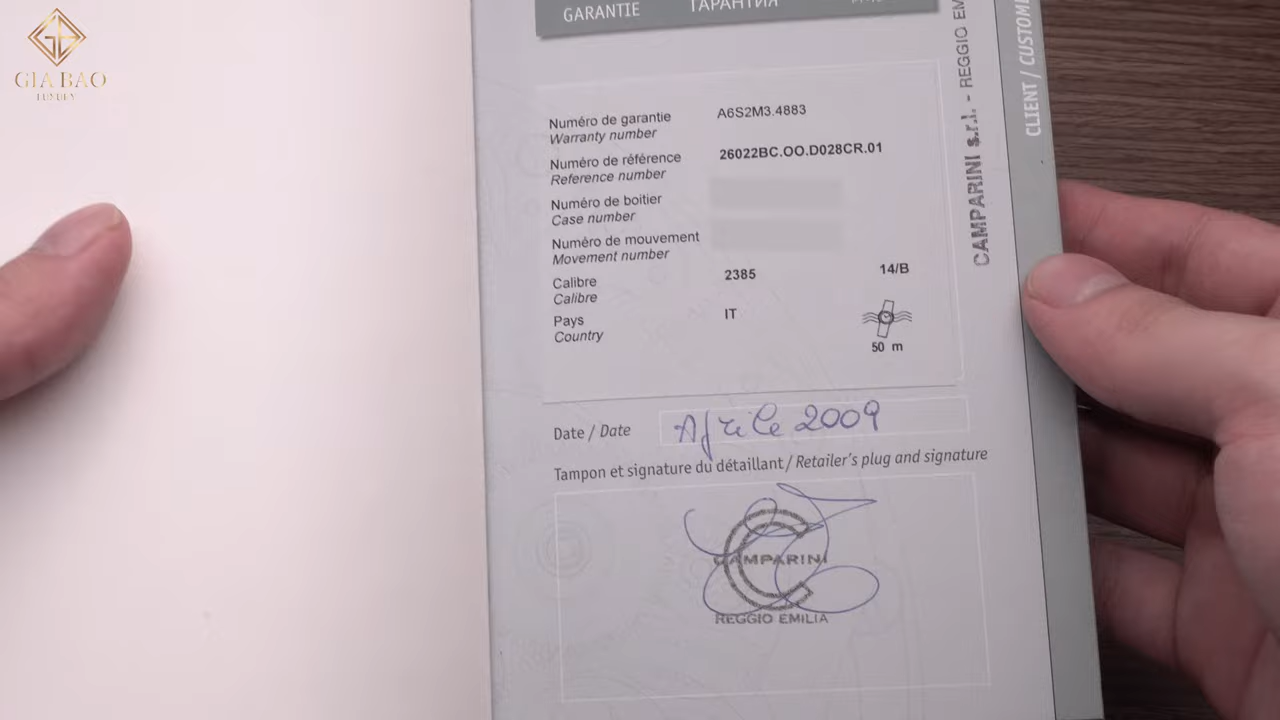 GIA BAO
LUXURY
GARANTIE ГАРАНТИЯ
Numéro de garantie A6S2M3.4883
Warranty number
Numéro de référence 26022BC.OO.D028CR.01
Reference number
Numéro de boitier
Case number
Numéro de mouvement
Movement number
Calibre 2385 14/B
Calibre
Pays IT
Country
50 m
Date / Date Aprile 2009
Tampon et signature du détaillant / Retailer's plug and signature
CAMPARINI
REGGIO EMILIA
CAMPARINI s.r.l. - REGGIO EM
CLIENT / CUSTOME